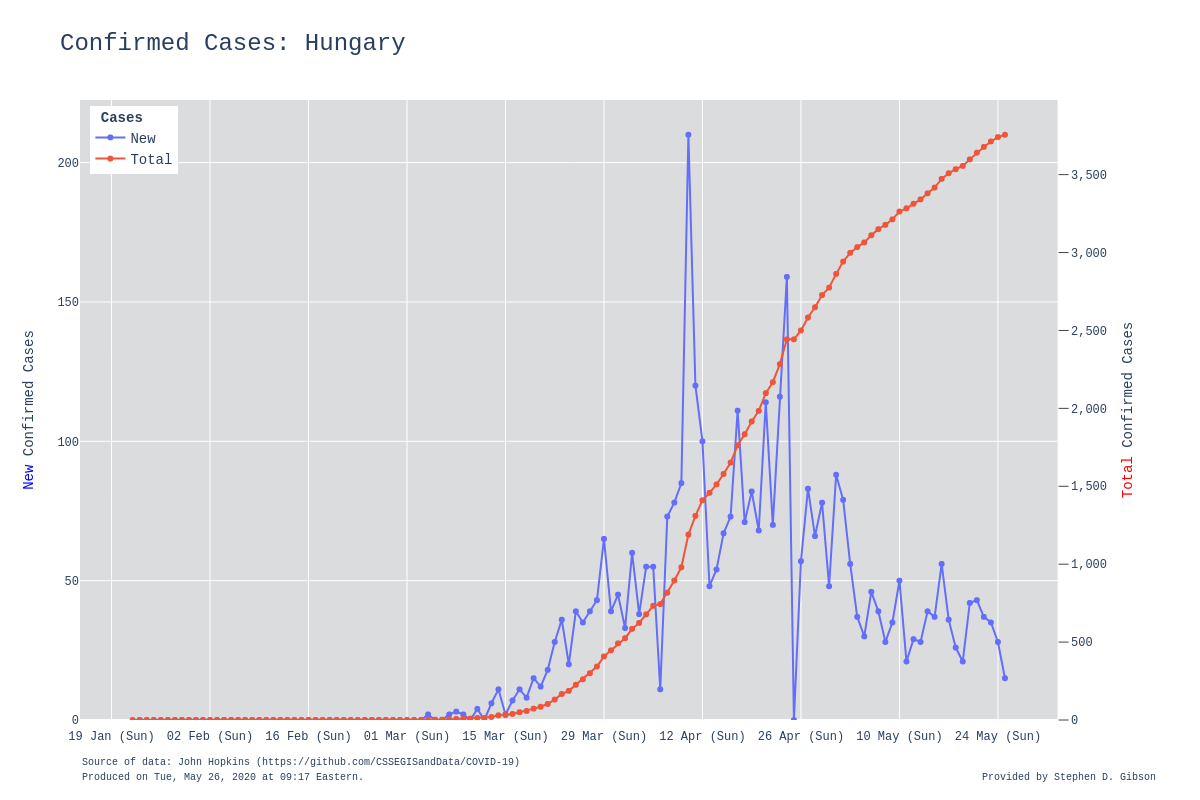 Confirmed Cases: Hungary
Cases
New
Total
200
150
100
50
0
New Confirmed Cases
3,500
3,000
2,500
2,000
1,500
1,000
500
0
Total Confirmed Cases
19 Jan (Sun) 02 Feb (Sun) 16 Feb (Sun) 01 Mar (Sun) 15 Mar (Sun) 29 Mar (Sun) 12 Apr (Sun) 26 Apr (Sun) 10 May (Sun) 24 May (Sun)
Source of data: John Hopkins (https://github.com/CSSEGISandData/COVID-19)
Produced on Tue, May 26, 2020 at 09:17 Eastern.
Provided by Stephen D. Gibson